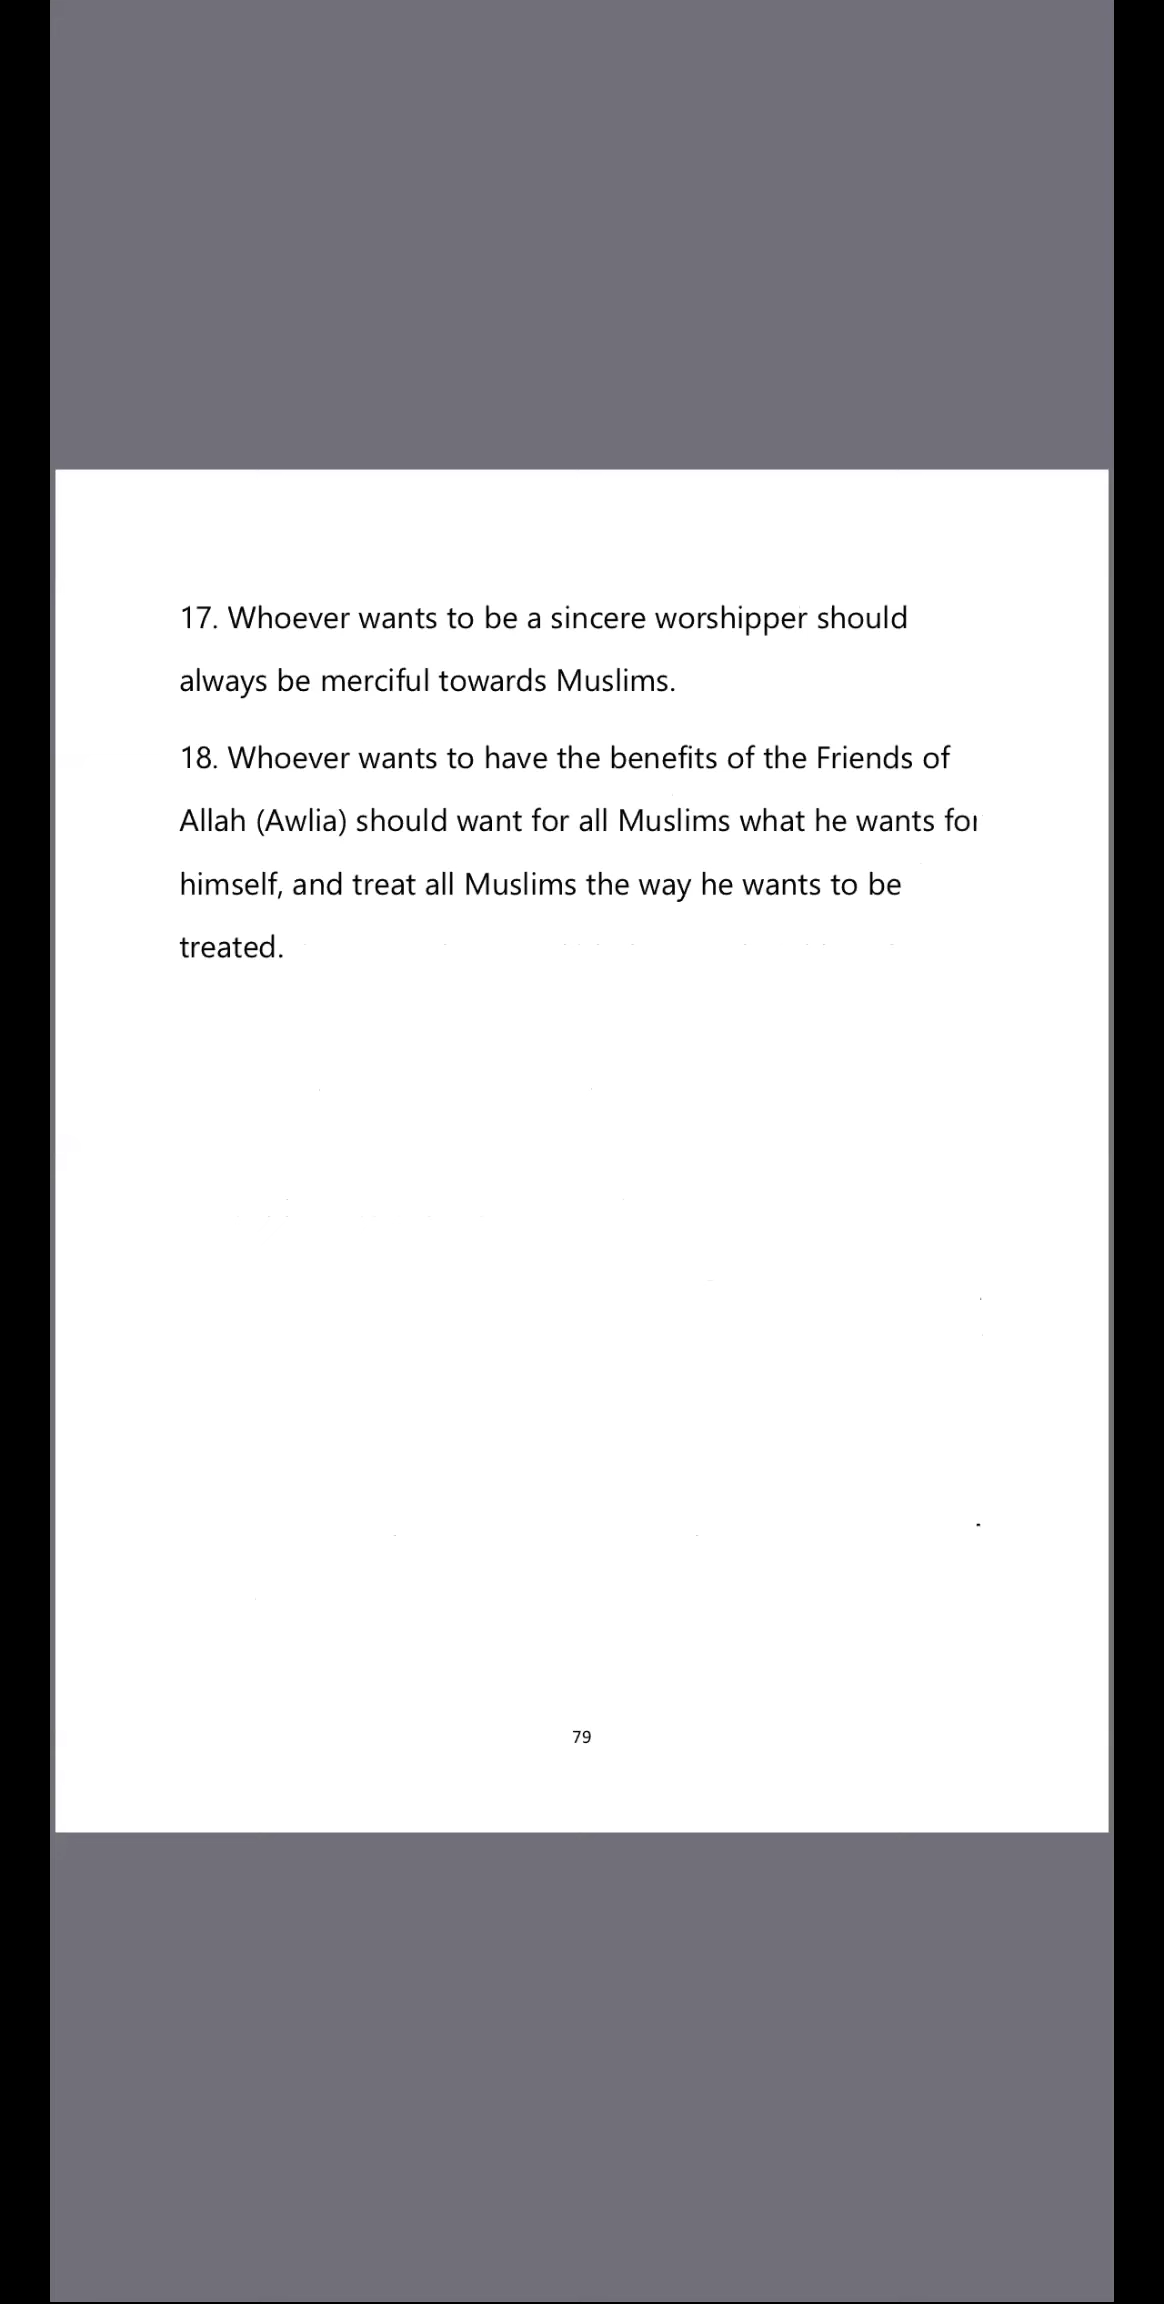 17. Whoever wants to be a sincere worshipper should
always be merciful towards Muslims.
18. Whoever wants to have the benefits of the Friends of
Allah (Awlia) should want for all Muslims what he wants for
himself, and treat all Muslims the way he wants to be
treated.
79